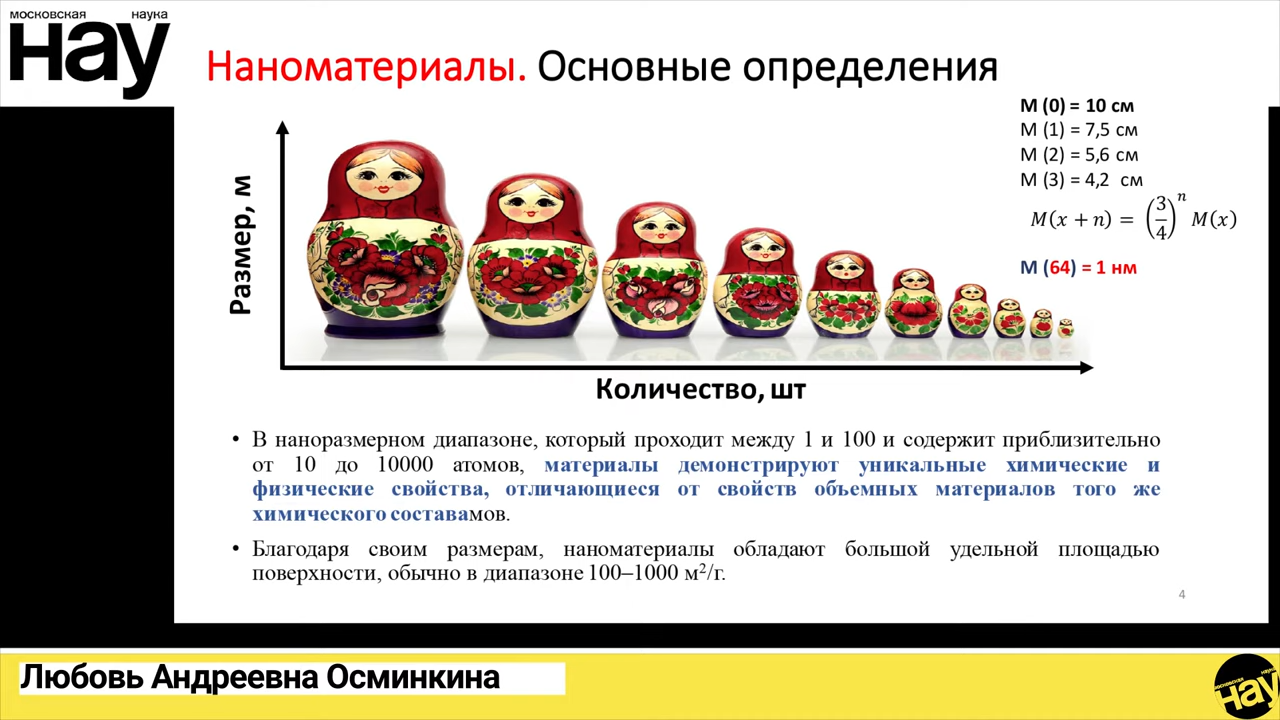 московская наука
нау
Наноматериалы. Основные определения
M (0) = 10 см
M (1) = 7,5 см
M (2) = 5,6 см
M (3) = 4,2 см
M(x + n) = (3/4)^n M(x)
M (64) = 1 нм
Размер, м
Количество, шт
• В наноразмерном диапазоне, который проходит между 1 и 100 и содержит приблизительно
от 10 до 10000 атомов, материалы демонстрируют уникальные химические и
физические свойства, отличающиеся от свойств объемных материалов того же
химического составамов.
• Благодаря своим размерам, наноматериалы обладают большой удельной площадью
поверхности, обычно в диапазоне 100–1000 м²/г.
4
Любовь Андреевна Осминкина
московская наука
нау